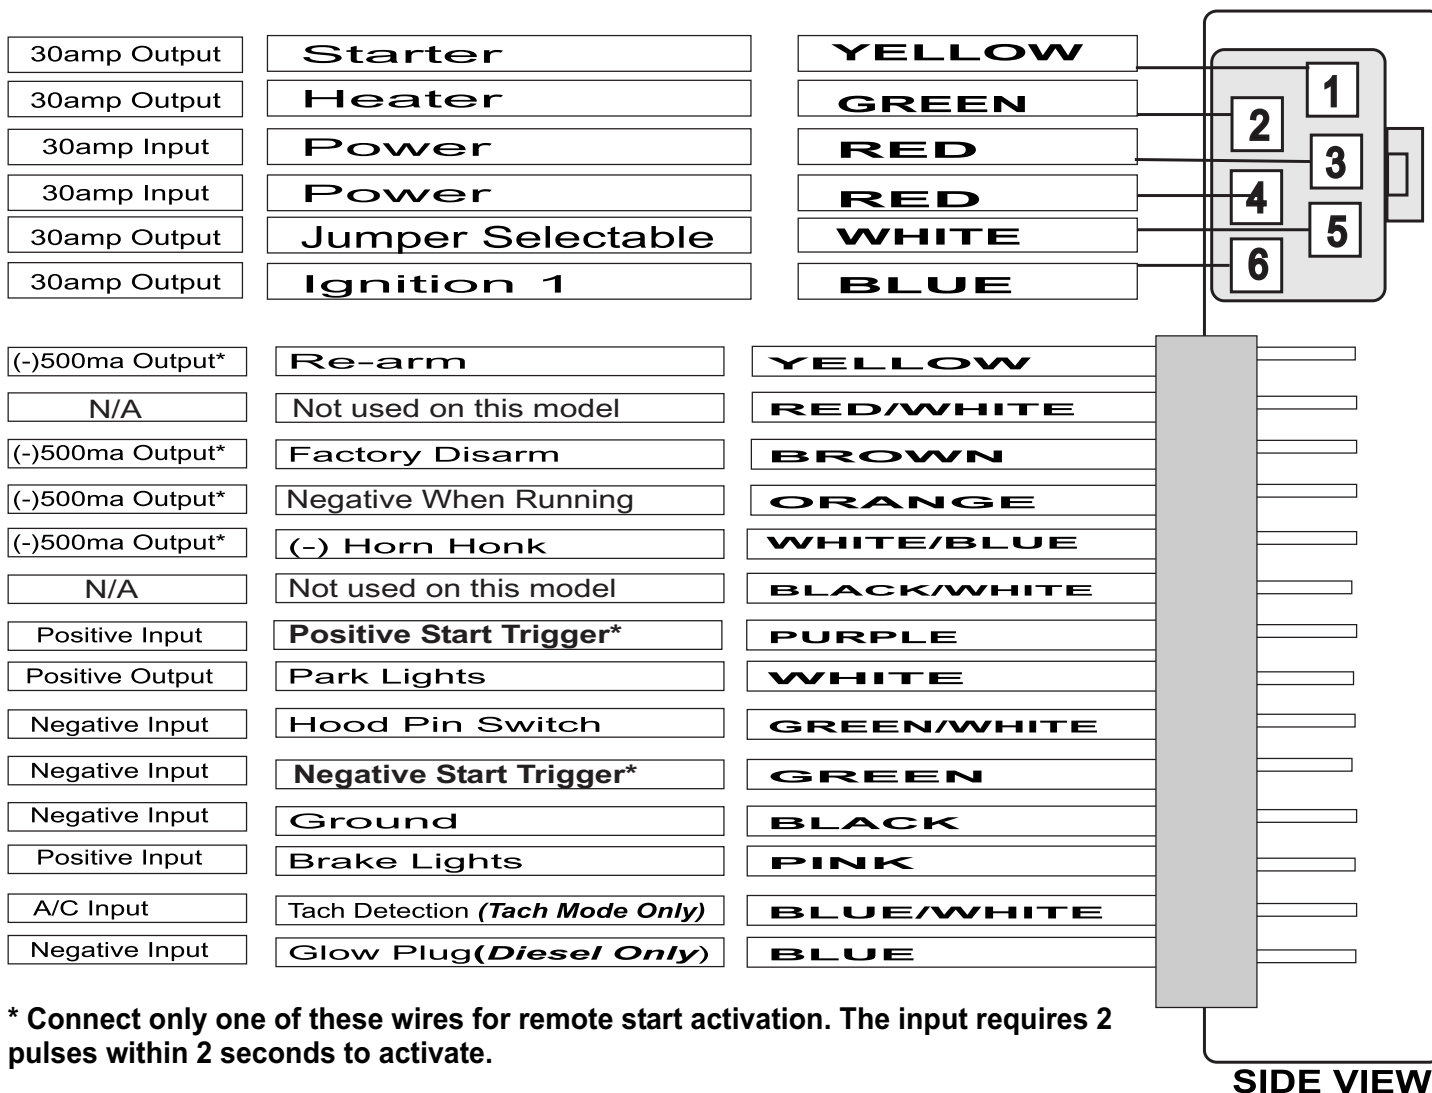 30amp Output Starter YELLOW 1
30amp Output Heater GREEN 2
30amp Input Power RED 3
30amp Input Power RED 4
30amp Output Jumper Selectable WHITE 5
30amp Output Ignition 1 BLUE 6
(-)500ma Output* Re-arm YELLOW
N/A Not used on this model RED/WHITE
(-)500ma Output* Factory Disarm BROWN
(-)500ma Output* Negative When Running ORANGE
(-)500ma Output* (-) Horn Honk WHITE/BLUE
N/A Not used on this model BLACK/WHITE
Positive Input Positive Start Trigger* PURPLE
Positive Output Park Lights WHITE
Negative Input Hood Pin Switch GREEN/WHITE
Negative Input Negative Start Trigger* GREEN
Negative Input Ground BLACK
Positive Input Brake Lights PINK
A/C Input Tach Detection (Tach Mode Only) BLUE/WHITE
Negative Input Glow Plug(Diesel Only) BLUE
* Connect only one of these wires for remote start activation. The input requires 2
pulses within 2 seconds to activate.
SIDE VIEW